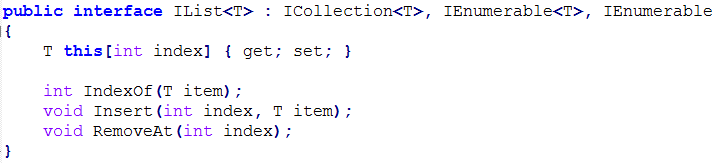 public interface IList<T> : ICollection<T>, IEnumerable<T>, IEnumerable
{
    T this[int index] { get; set; }

    int IndexOf(T item);
    void Insert(int index, T item);
    void RemoveAt(int index);
}